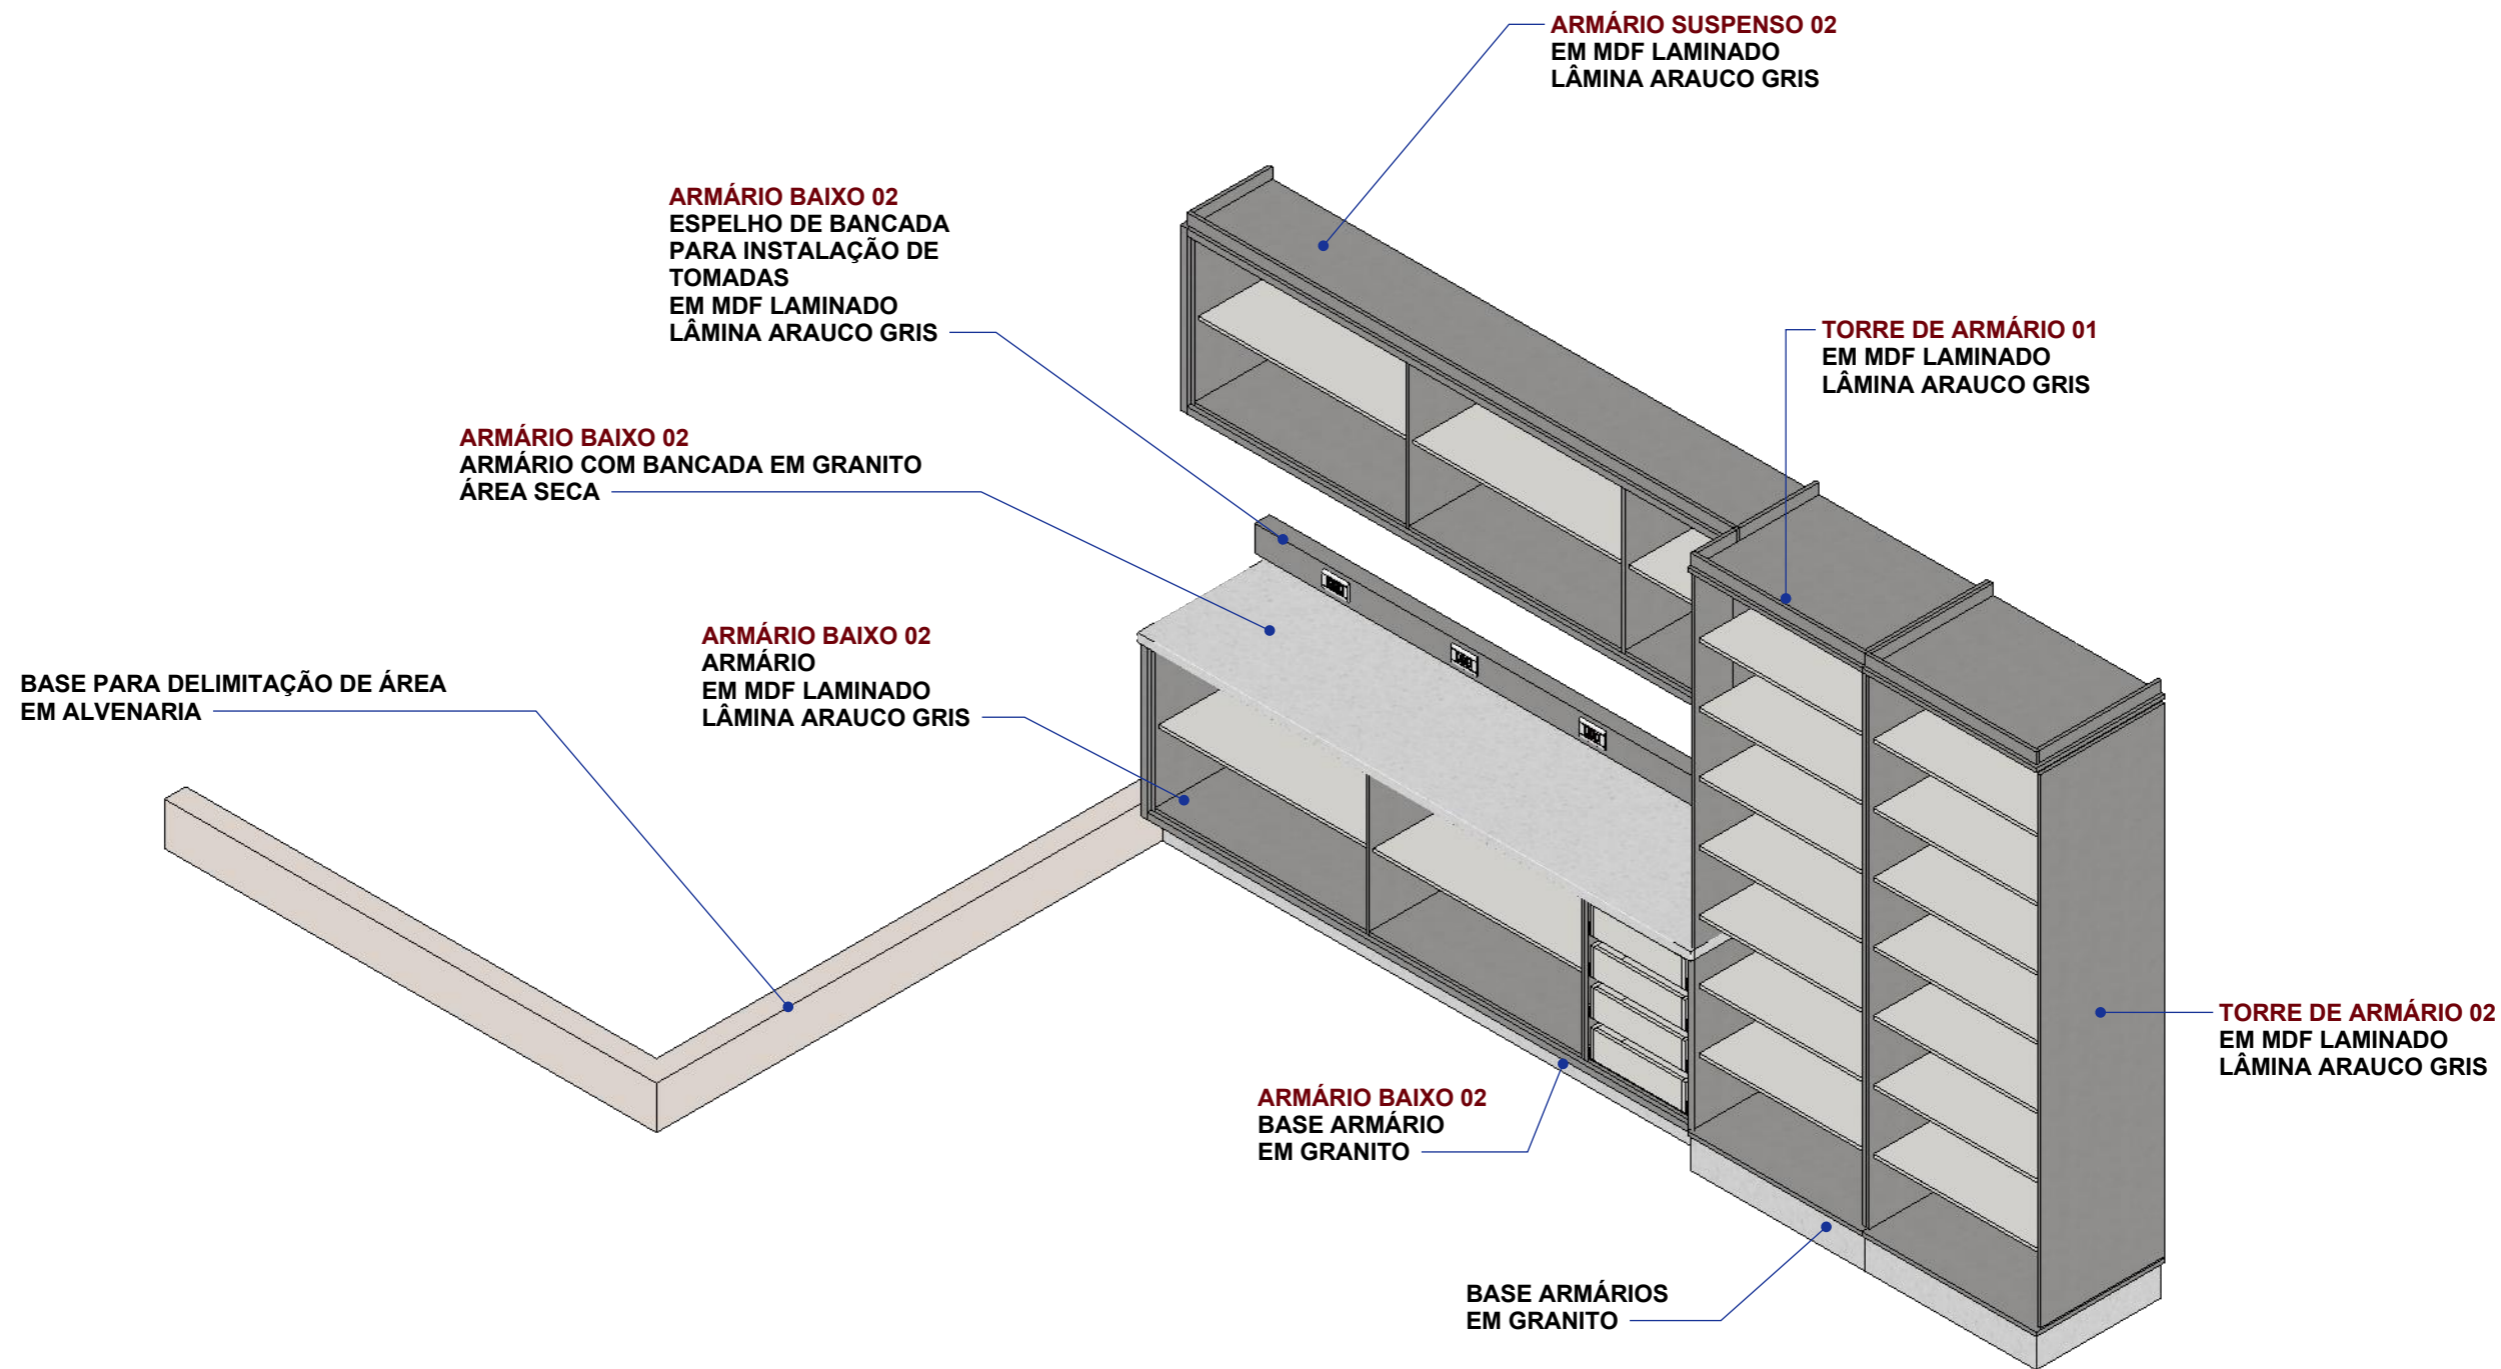 ARMÁRIO SUSPENSO 02
EM MDF LAMINADO
LÂMINA ARAUCO GRIS
ARMÁRIO BAIXO 02
ESPELHO DE BANCADA
PARA INSTALAÇÃO DE
TOMADAS
EM MDF LAMINADO
LÂMINA ARAUCO GRIS
TORRE DE ARMÁRIO 01
EM MDF LAMINADO
LÂMINA ARAUCO GRIS
ARMÁRIO BAIXO 02
ARMÁRIO COM BANCADA EM GRANITO
ÁREA SECA
ARMÁRIO BAIXO 02
ARMÁRIO
EM MDF LAMINADO
LÂMINA ARAUCO GRIS
BASE PARA DELIMITAÇÃO DE ÁREA
EM ALVENARIA
TORRE DE ARMÁRIO 02
EM MDF LAMINADO
LÂMINA ARAUCO GRIS
ARMÁRIO BAIXO 02
BASE ARMÁRIO
EM GRANITO
BASE ARMÁRIOS
EM GRANITO